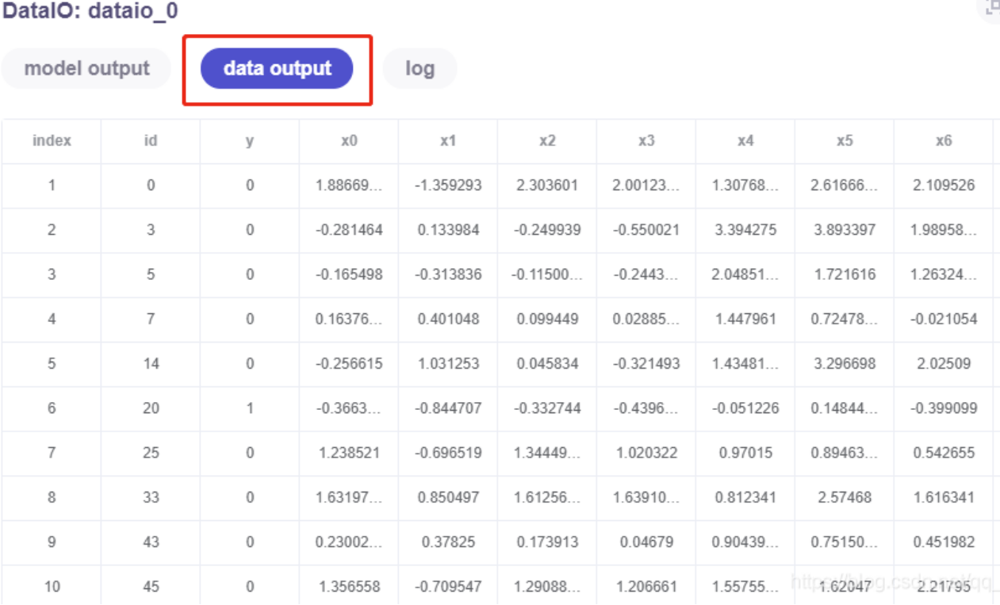 DataIO: dataio_0
model output data output log
index id y x0 x1 x2 x3 x4 x5 x6
1 0 0 1.88669... -1.359293 2.303601 2.00123... 1.30768... 2.61666... 2.109526
2 3 0 -0.281464 0.133984 -0.249939 -0.550021 3.394275 3.893397 1.98958...
3 5 0 -0.165498 -0.313836 -0.11500... -0.2443... 2.04851... 1.721616 1.26324...
4 7 0 0.16376... 0.401048 0.099449 0.02885... 1.447961 0.72478... -0.021054
5 14 0 -0.256615 1.031253 0.045834 -0.321493 1.43481... 3.296698 2.02509
6 20 1 -0.3663... -0.844707 -0.332744 -0.4396... -0.051226 0.14844... -0.399099
7 25 0 1.238521 -0.696519 1.34449... 1.020322 0.97015 0.89463... 0.542655
8 33 0 1.63197... 0.850497 1.61256... 1.63910... 0.812341 2.57468 1.616341
9 43 0 0.23002... 0.37825 0.173913 0.04679 0.90439... 0.75150... 0.451982
10 45 0 1.356558 -0.709547 1.29088... 1.206661 1.55755... 1.62047 2.21795